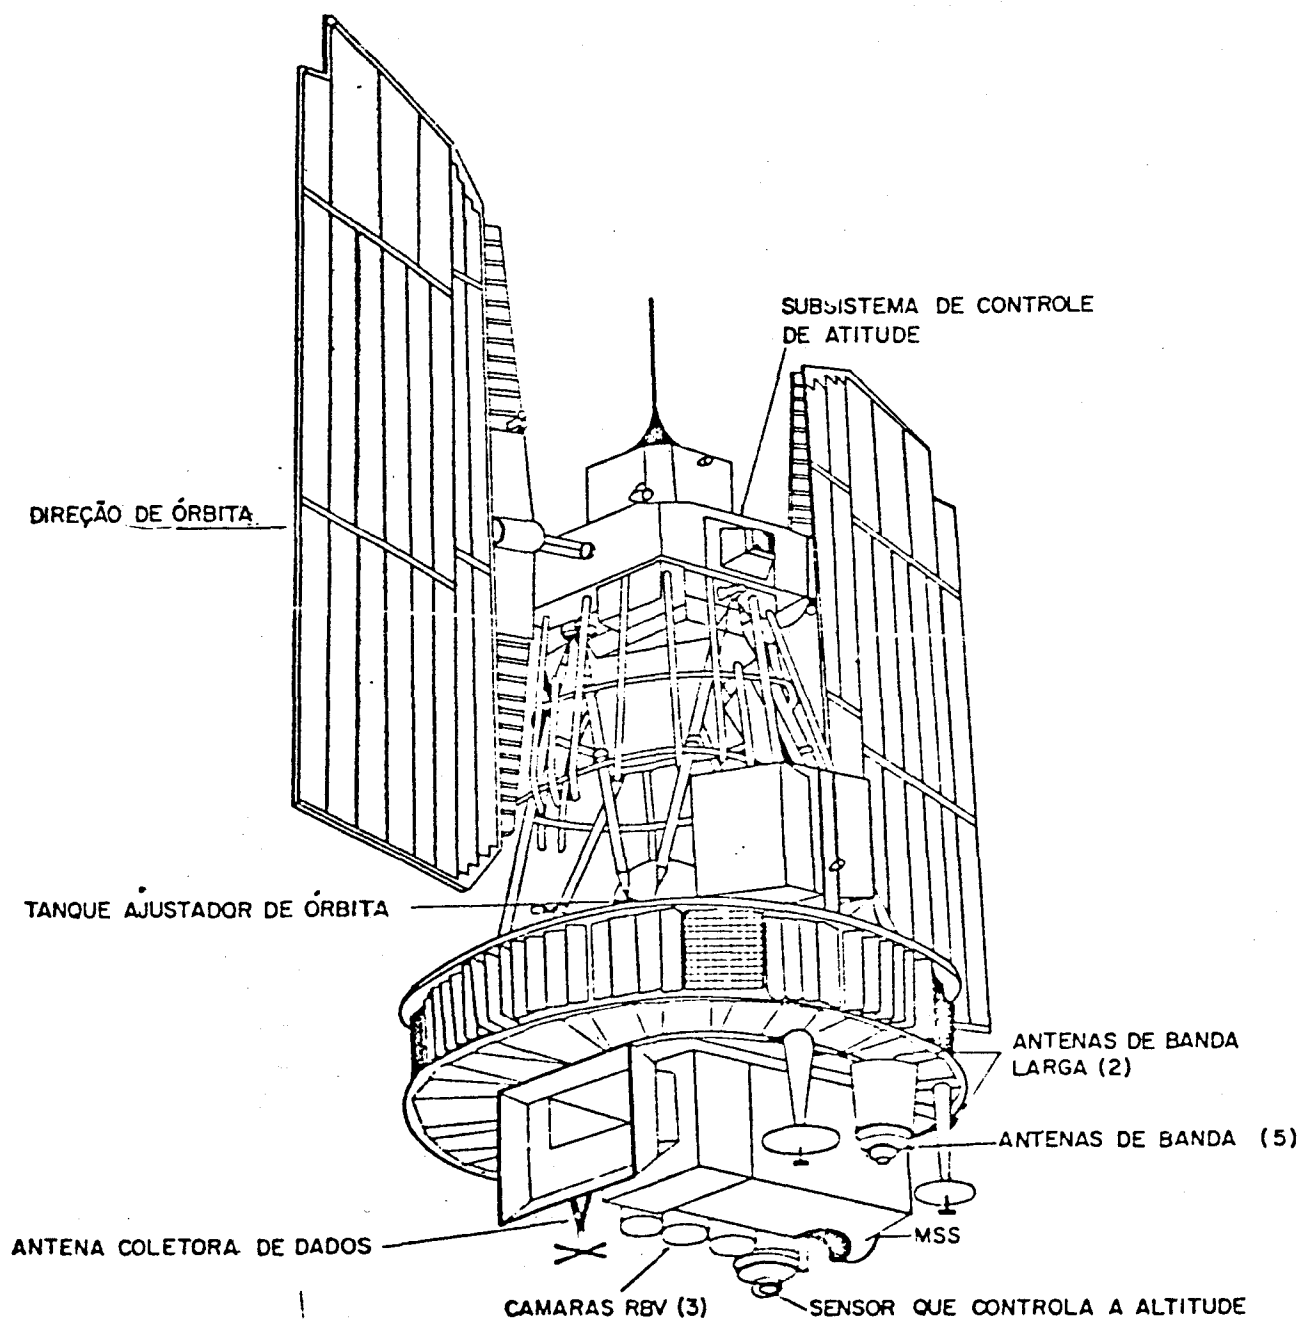 SUBSISTEMA DE CONTROLE
DE ATITUDE
DIREÇÃO DE ÓRBITA
TANQUE AJUSTADOR DE ÓRBITA
ANTENAS DE BANDA
LARGA (2)
ANTENAS DE BANDA (5)
ANTENA COLETORA DE DADOS
MSS
CAMARAS RBV (3)
SENSOR QUE CONTROLA A ALTITUDE